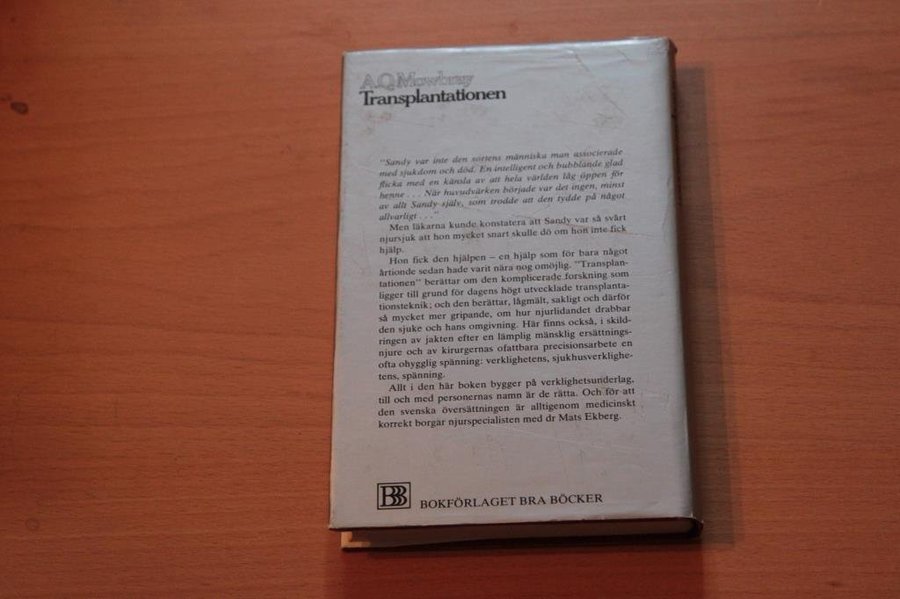 A.Q. Mowbray
Transplantationen
"Sandy var inte den sortens människa man associerade
med sjukdom och död. En intelligent och bubblande glad
flicka med en känsla av att hela världen låg öppen för
henne . . . När huvudvärken började var det ingen, minst
av allt Sandy själv, som trodde att den tydde på något
allvarligt . . ."
Men läkarna kunde konstatera att Sandy var så svårt
njursjuk att hon mycket snart skulle dö om hon inte fick
hjälp.
Hon fick den hjälpen – en hjälp som för bara något
årtionde sedan hade varit nära nog omöjlig. "Transplan-
tationen" berättar om den komplicerade forskning som
ligger till grund för dagens högt utvecklade transplanta-
tionsteknik; och den berättar, lågmält, sakligt och därför
så mycket mer gripande, om hur njurlidandet drabbar
den sjuke och hans omgivning. Här finns också, i skild-
ringen av jakten efter en lämplig mänsklig ersättnings-
njure och av kirurgernas ofattbara precisionsarbete en
ofta ohygglig spänning: verklighetens, sjukhusverklighe-
tens, spänning.
Allt i den här boken bygger på verklighetsunderlag,
till och med personernas namn är de rätta. Och för att
den svenska översättningen är alltigenom medicinskt
korrekt borgar njurspecialisten med dr Mats Ekberg.
BBB BOKFÖRLAGET BRA BÖCKER